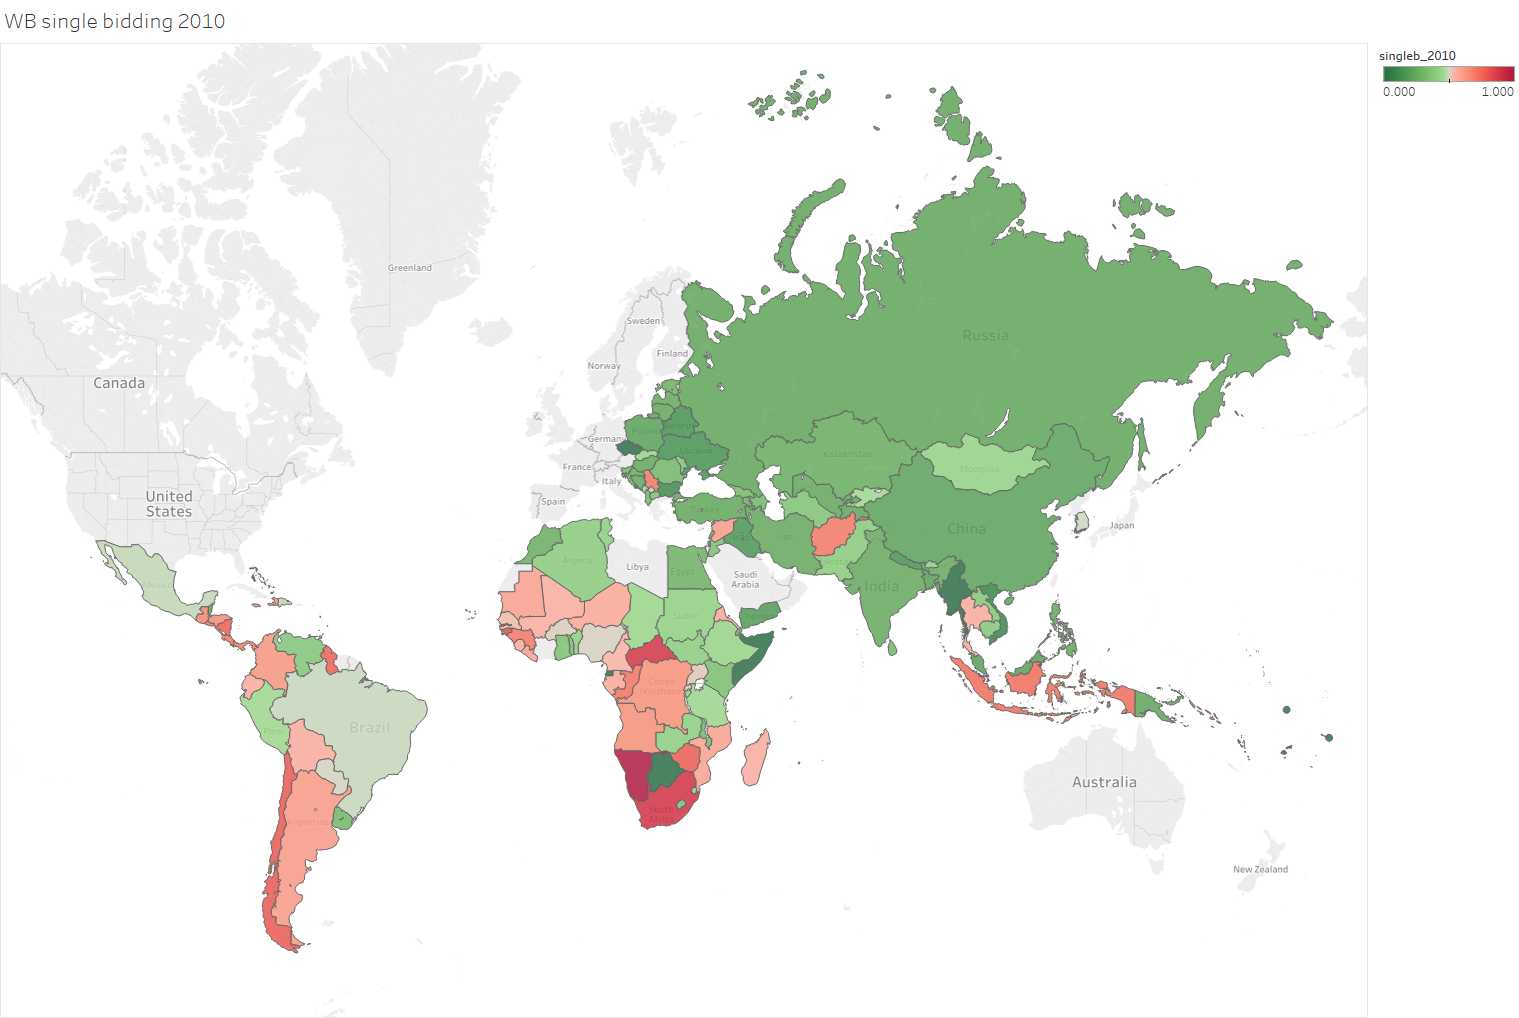 WB single bidding 2010
singleb_2010
0.000 1.000
Greenland
Sweden
Finland
Norway
Russia
Canada
Germany
Poland
Belarus
Ukraine
France
Kazakhstan
Mongolia
Italy
Spain
United
States
Turkey
China
Japan
Iraq
Iran
Algeria
Libya
Egypt
Saudi
Arabia
India
Mexico
Sudan
Yemen
Congo
(Kinshasa)
Brazil
Peru
Australia
Argentina
South
Africa
New Zealand